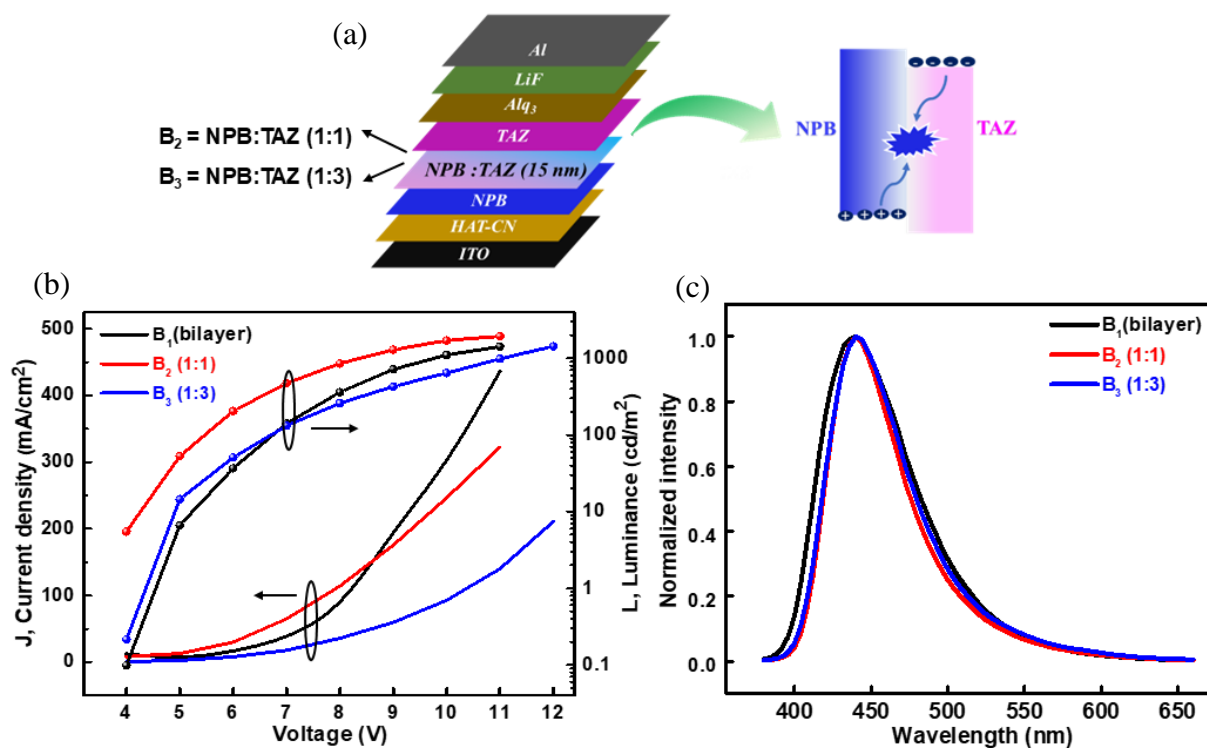 (a)
Al
LiF
Alq3
TAZ
NPB :TAZ (15 nm)
NPB
HAT-CN
ITO
B2 = NPB:TAZ (1:1)
B3 = NPB:TAZ (1:3)
NPB
TAZ
- - - -
+ + + +
(b)
B1(bilayer)
B2 (1:1)
B3 (1:3)
J, Current density (mA/cm2)
500
400
300
200
100
0
L, Luminance (cd/m2)
1000
100
10
1
0.1
4 5 6 7 8 9 10 11 12
Voltage (V)
(c)
B1(bilayer)
B2 (1:1)
B3 (1:3)
Normalized intensity
1.0
0.8
0.6
0.4
0.2
0.0
400 450 500 550 600 650
Wavelength (nm)